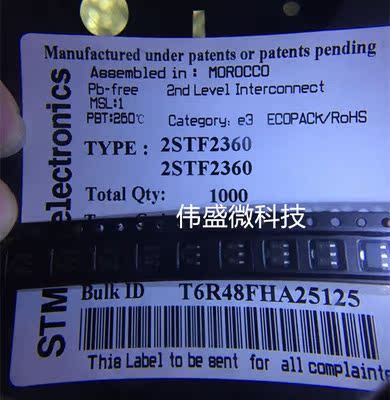 Manufactured under patents or patents pending
Assembled in : MOROCCO
Pb-free 2nd Level Interconnect
MSL:1
PBT:260℃ Category: e3 ECOPACK/RoHS
TYPE : 2STF2360
2STF2360
Total Qty: 1000
伟盛微科技
STM electronics
Bulk ID T6R48FHA25125
This Label to be sent for all complaints